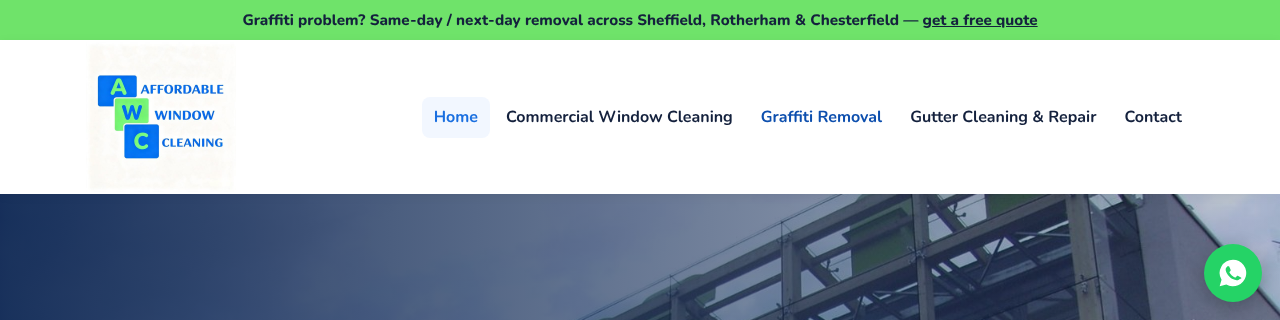 Graffiti problem? Same-day / next-day removal across Sheffield, Rotherham & Chesterfield — get a free quote
A AFFORDABLE
W WINDOW
C CLEANING
Home Commercial Window Cleaning Graffiti Removal Gutter Cleaning & Repair Contact